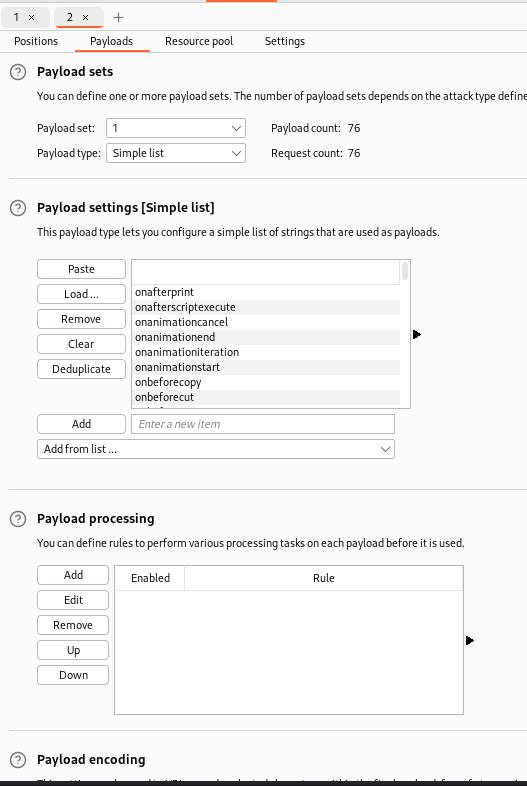 1 × 2 × +
Positions Payloads Resource pool Settings
? Payload sets
You can define one or more payload sets. The number of payload sets depends on the attack type define
Payload set: 1 Payload count: 76
Payload type: Simple list Request count: 76
? Payload settings [Simple list]
This payload type lets you configure a simple list of strings that are used as payloads.
Paste
Load ... onafterprint
Remove onafterscriptexecute
Clear onanimationcancel
Deduplicate onanimationend
onanimationiteration
onanimationstart
onbeforecopy
onbeforecut
Add Enter a new item
Add from list ...
? Payload processing
You can define rules to perform various processing tasks on each payload before it is used.
Add Enabled Rule
Edit
Remove
Up
Down
? Payload encoding